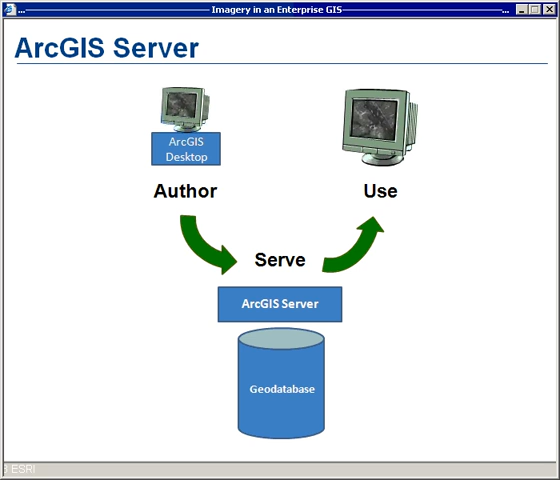 ...Imagery in an Enterprise GIS...
ArcGIS Server
ArcGIS
Desktop
Author
Use
Serve
ArcGIS Server
Geodatabase
ESRI